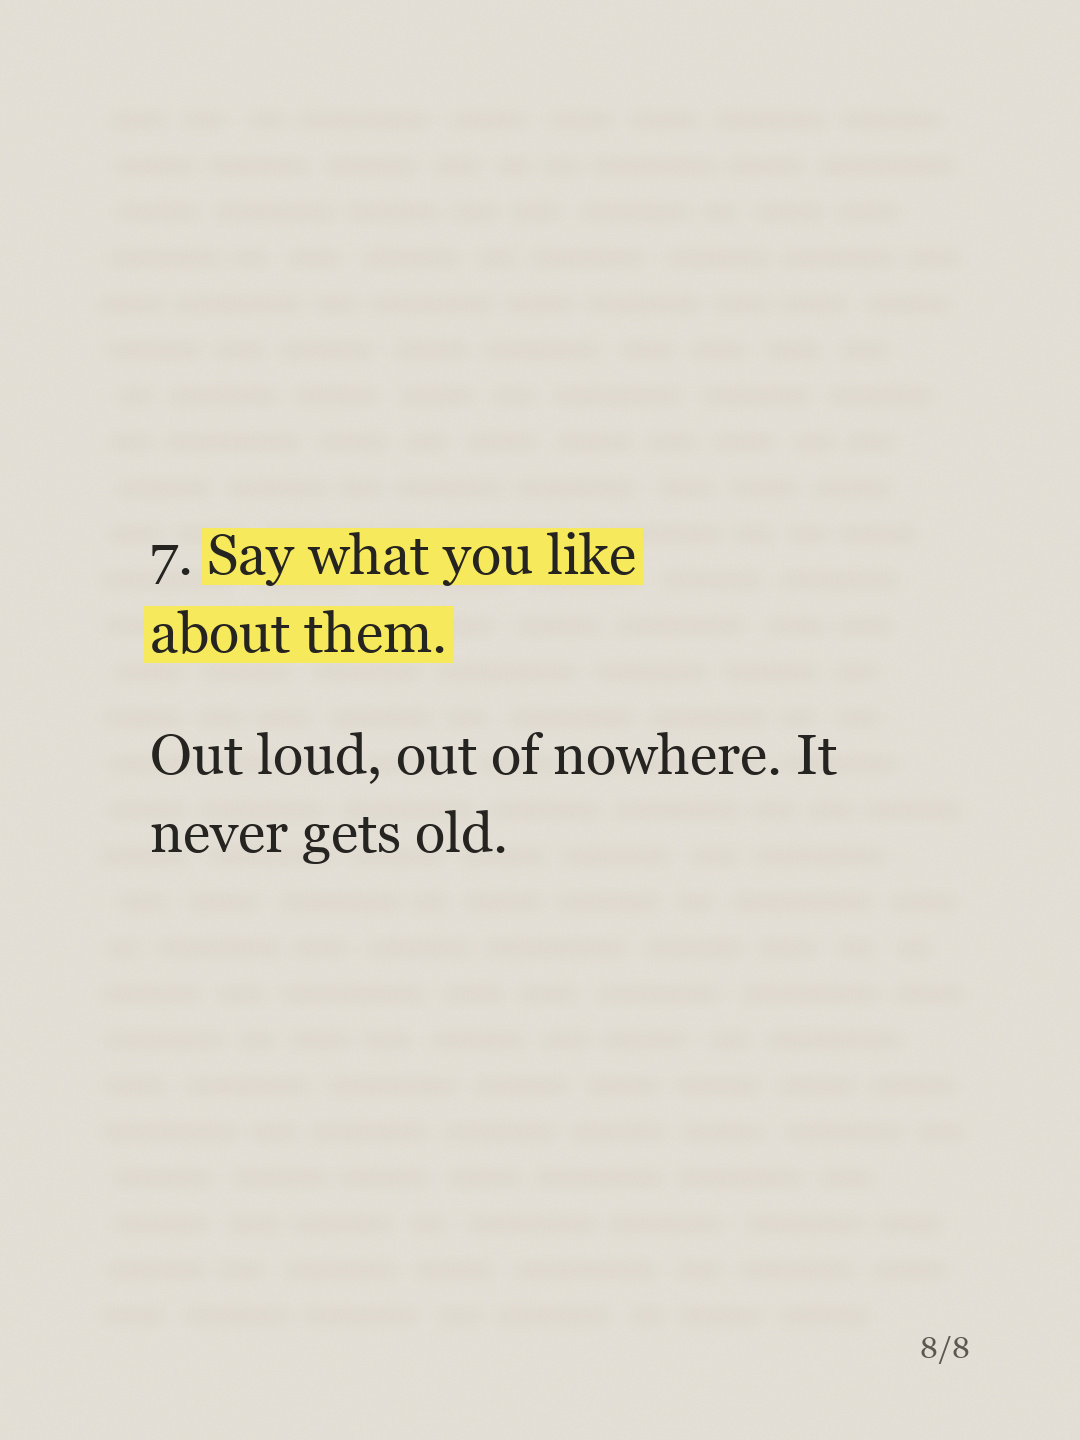 7. Say what you like
about them.
Out loud, out of nowhere. It
never gets old.
8/8